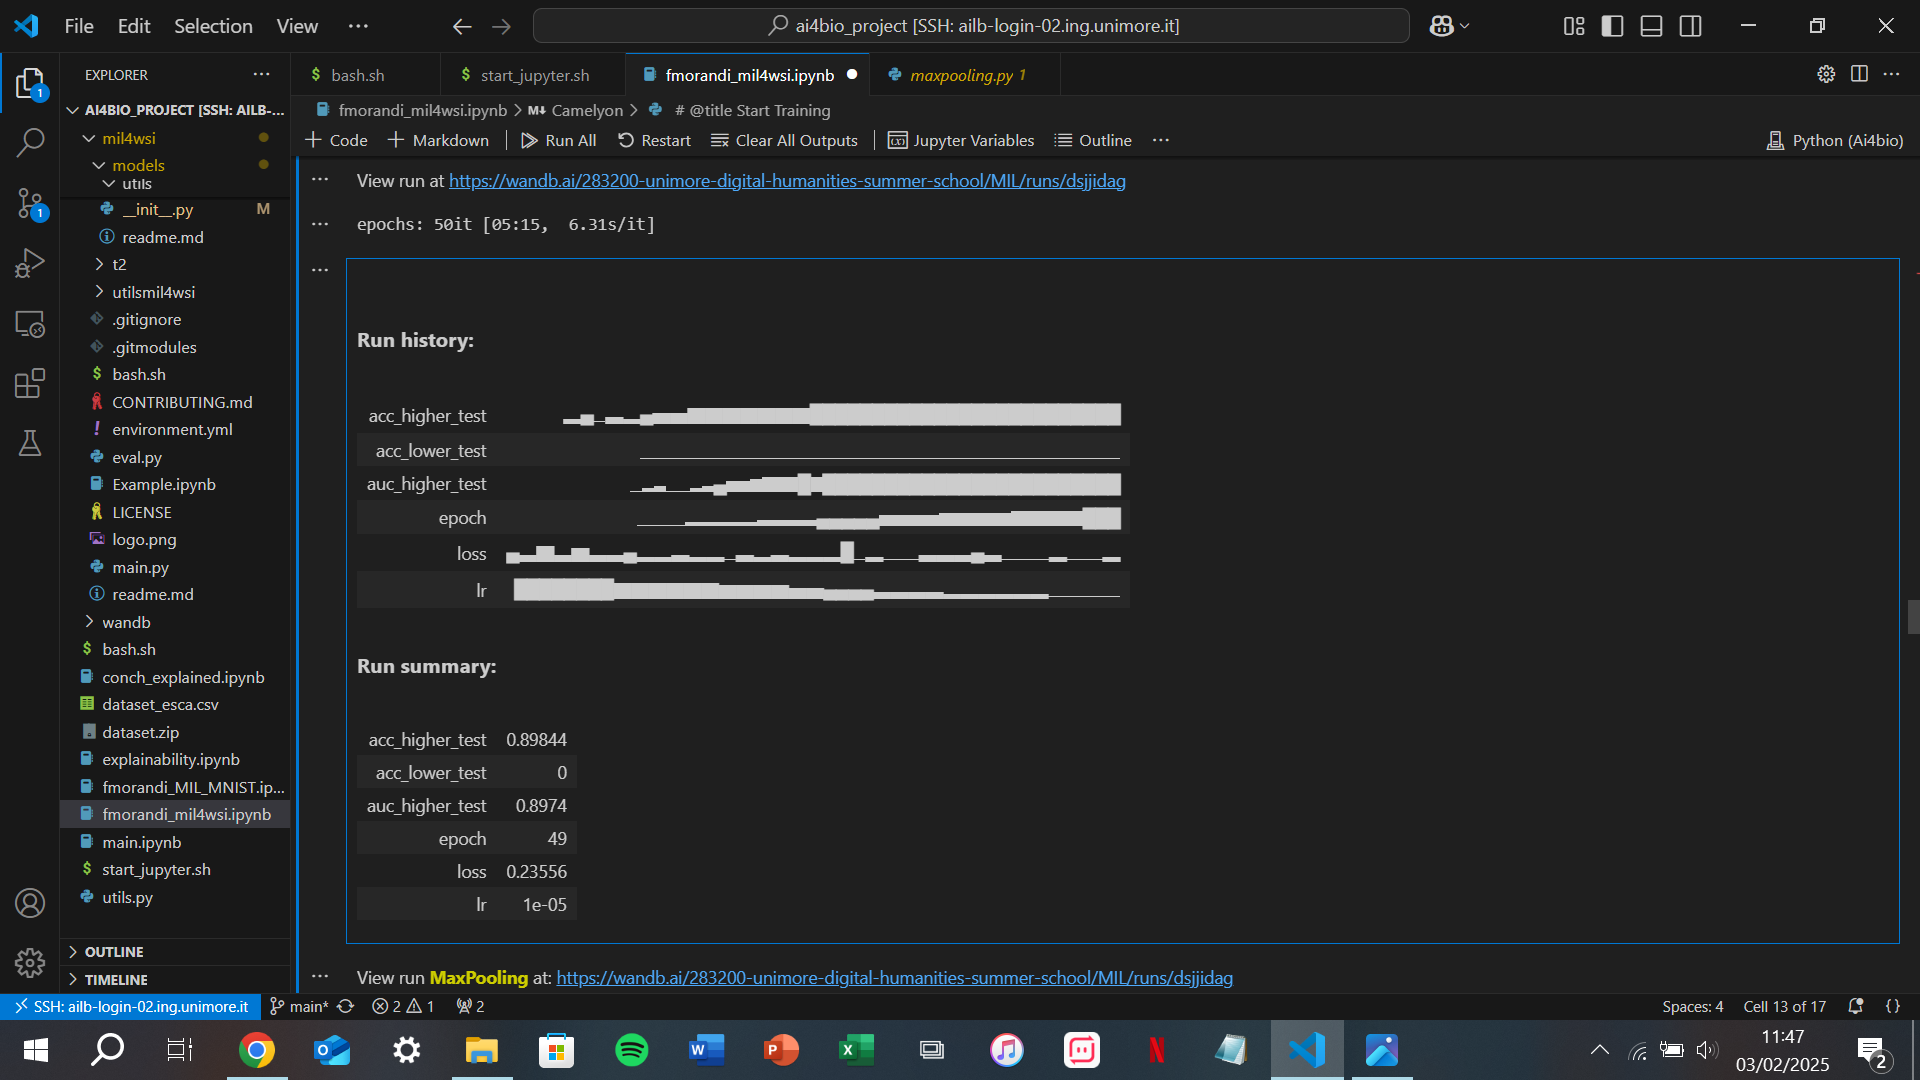 File Edit Selection View ···
ai4bio_project [SSH: ailb-login-02.ing.unimore.it]
EXPLORER ···
bash.sh
start_jupyter.sh
fmorandi_mil4wsi.ipynb
maxpooling.py 1
fmorandi_mil4wsi.ipynb > M↓ Camelyon > # @title Start Training
+ Code + Markdown Run All Restart Clear All Outputs Jupyter Variables Outline ···
Python (Ai4bio)
AI4BIO_PROJECT [SSH: AILB-...
mil4wsi
models
utils
__init__.py M
readme.md
t2
utilsmil4wsi
.gitignore
.gitmodules
bash.sh
CONTRIBUTING.md
environment.yml
eval.py
Example.ipynb
LICENSE
logo.png
main.py
readme.md
wandb
bash.sh
conch_explained.ipynb
dataset_esca.csv
dataset.zip
explainability.ipynb
fmorandi_MIL_MNIST.ip...
fmorandi_mil4wsi.ipynb
main.ipynb
start_jupyter.sh
utils.py
OUTLINE
TIMELINE
1
1
View run at https://wandb.ai/283200-unimore-digital-humanities-summer-school/MIL/runs/dsjjidag
epochs: 50it [05:15, 6.31s/it]
Run history:
acc_higher_test
acc_lower_test
auc_higher_test
epoch
loss
lr
Run summary:
acc_higher_test 0.89844
acc_lower_test 0
auc_higher_test 0.8974
epoch 49
loss 0.23556
lr 1e-05
View run MaxPooling at: https://wandb.ai/283200-unimore-digital-humanities-summer-school/MIL/runs/dsjjidag
SSH: ailb-login-02.ing.unimore.it main* 2 1 2
Spaces: 4 Cell 13 of 17 {}
11:47
03/02/2025
2